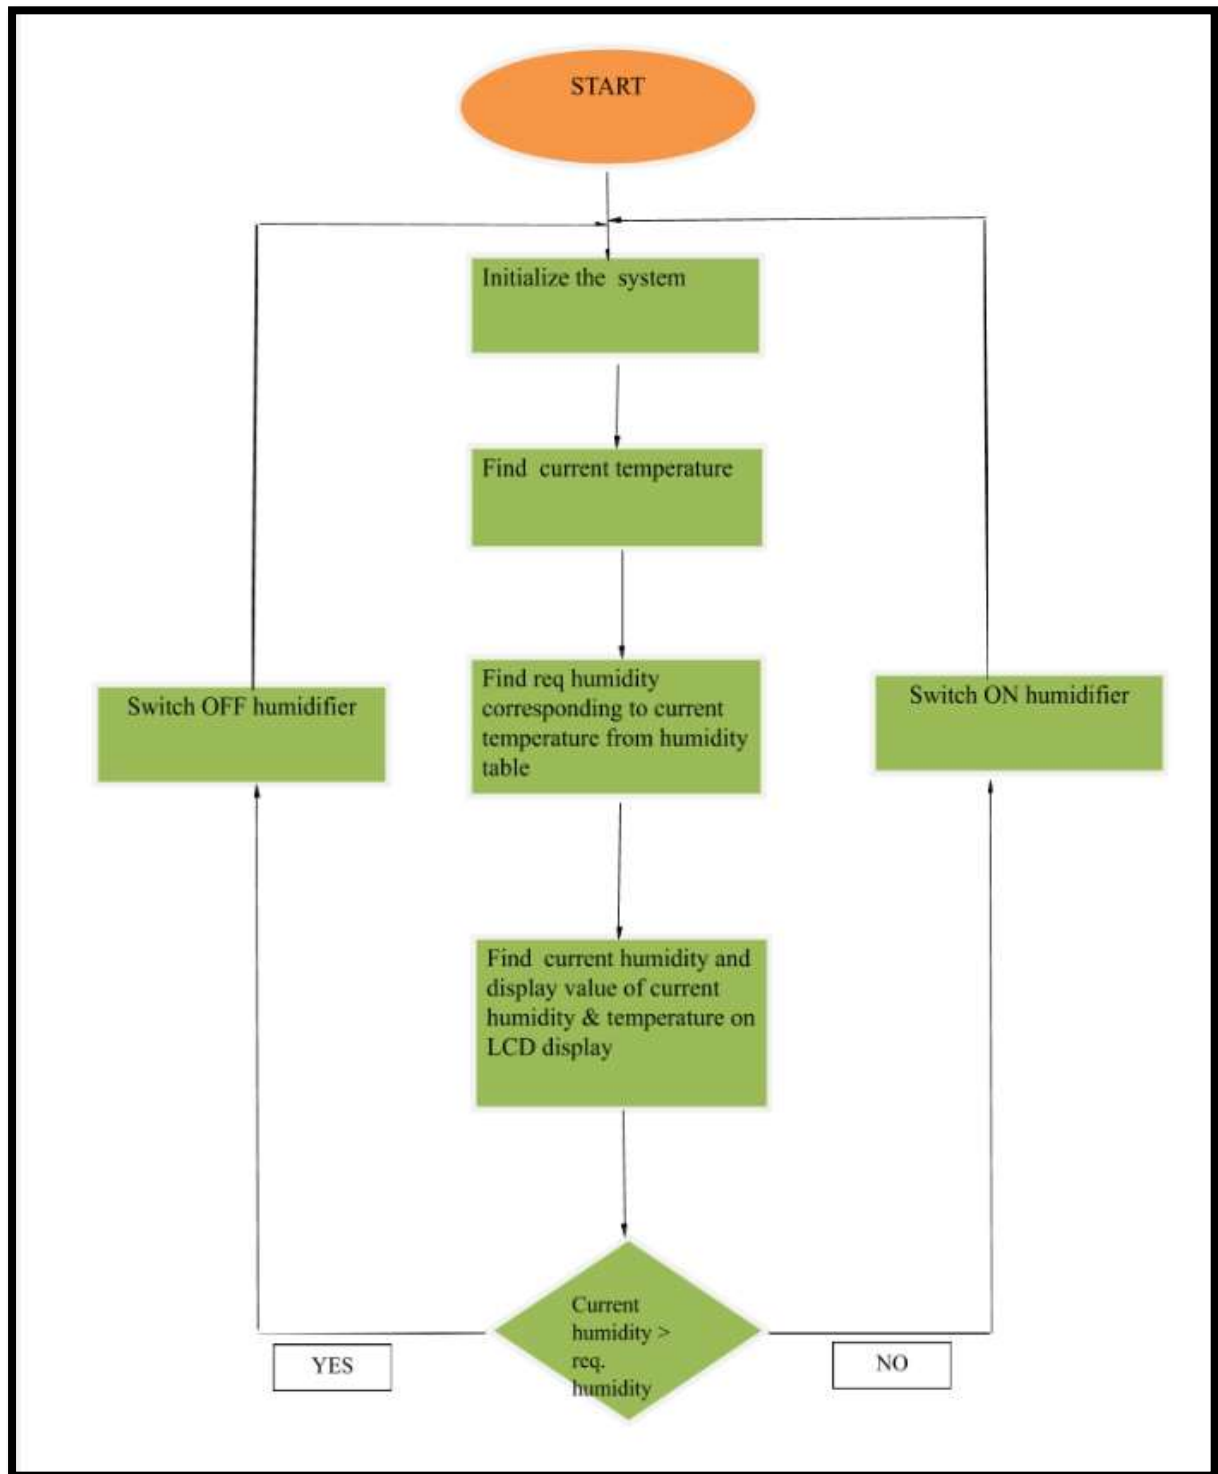 START
Initialize the  system
Find  current temperature
Find req humidity
corresponding to current
temperature from humidity
table
Switch OFF humidifier
Switch ON humidifier
Find  current humidity and
display value of current
humidity & temperature on
LCD display
Current
humidity >
req.
humidity
YES
NO